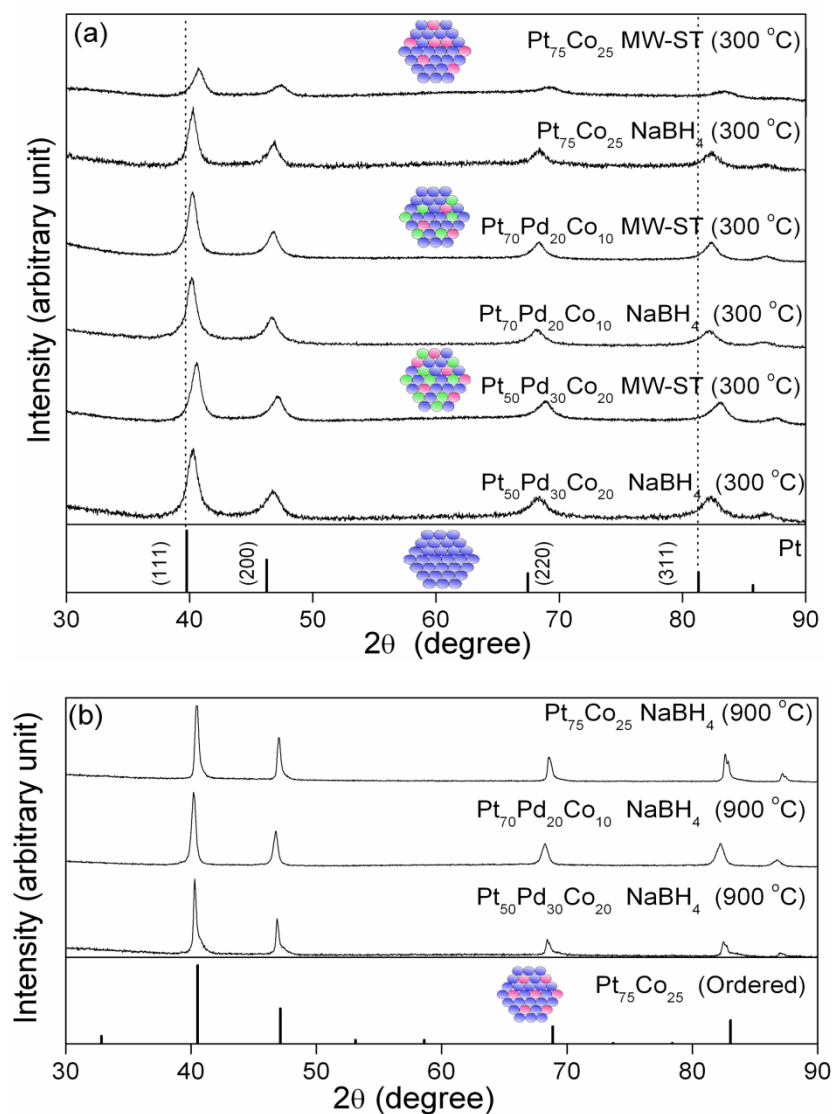 (a)
Pt₇₅Co₂₅ MW-ST (300 °C)
Pt₇₅Co₂₅ NaBH₄ (300 °C)
Pt₇₀Pd₂₀Co₁₀ MW-ST (300 °C)
Pt₇₀Pd₂₀Co₁₀ NaBH₄ (300 °C)
Pt₅₀Pd₃₀Co₂₀ MW-ST (300 °C)
Pt₅₀Pd₃₀Co₂₀ NaBH₄ (300 °C)
Pt
(111) (200) (220) (311)
Intensity (arbitrary unit)
30 40 50 60 70 80 90
2θ (degree)
(b)
Pt₇₅Co₂₅ NaBH₄ (900 °C)
Pt₇₀Pd₂₀Co₁₀ NaBH₄ (900 °C)
Pt₅₀Pd₃₀Co₂₀ NaBH₄ (900 °C)
Pt₇₅Co₂₅ (Ordered)
Intensity (arbitrary unit)
30 40 50 60 70 80 90
2θ (degree)